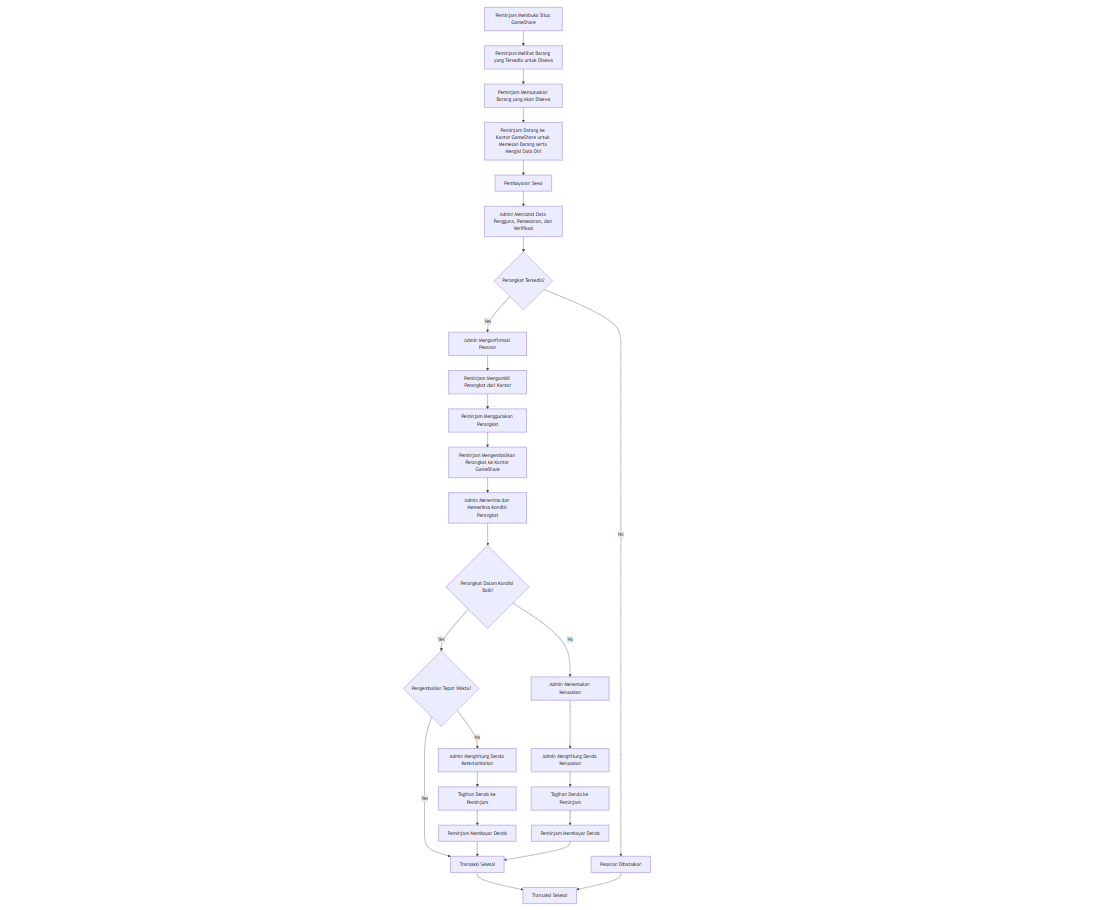 Peminjam Membuka Situs
GameShare
Peminjam Melihat Barang
yang Tersedia untuk Disewa
Peminjam Memutuskan
Barang yang Akan Disewa
Peminjam Datang ke
Kantor GameShare untuk
Memesan Barang serta
Mengisi Data Diri
Pembayaran Sewa
Admin Mencatat Data
Pengguna, Pemesanan, dan
Verifikasi
Perangkat Tersedia?
Yes
Admin Mengonfirmasi
Pesanan
Peminjam Mengambil
Perangkat dari Kantor
Peminjam Menggunakan
Perangkat
Peminjam Mengembalikan
Perangkat ke Kantor
GameShare
Admin Menerima dan
Memeriksa Kondisi
Perangkat
No
Perangkat Dalam Kondisi
Baik?
Yes
No
Pengembalian Tepat Waktu?
Admin Menemukan
Kerusakan
No
Admin Menghitung Denda
Keterlambatan
Admin Menghitung Denda
Kerusakan
Yes
Tagihan Denda ke
Peminjam
Tagihan Denda ke
Peminjam
Peminjam Membayar Denda
Peminjam Membayar Denda
Transaksi Selesai
Pesanan Dibatalkan
Transaksi Selesai